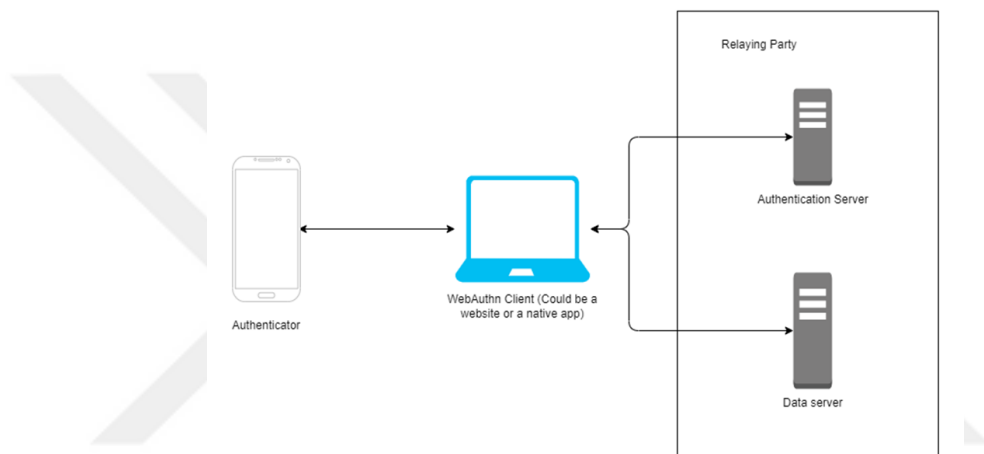 Relaying Party
Authentication Server
WebAuthn Client (Could be a
website or a native app)
Authenticator
Data server